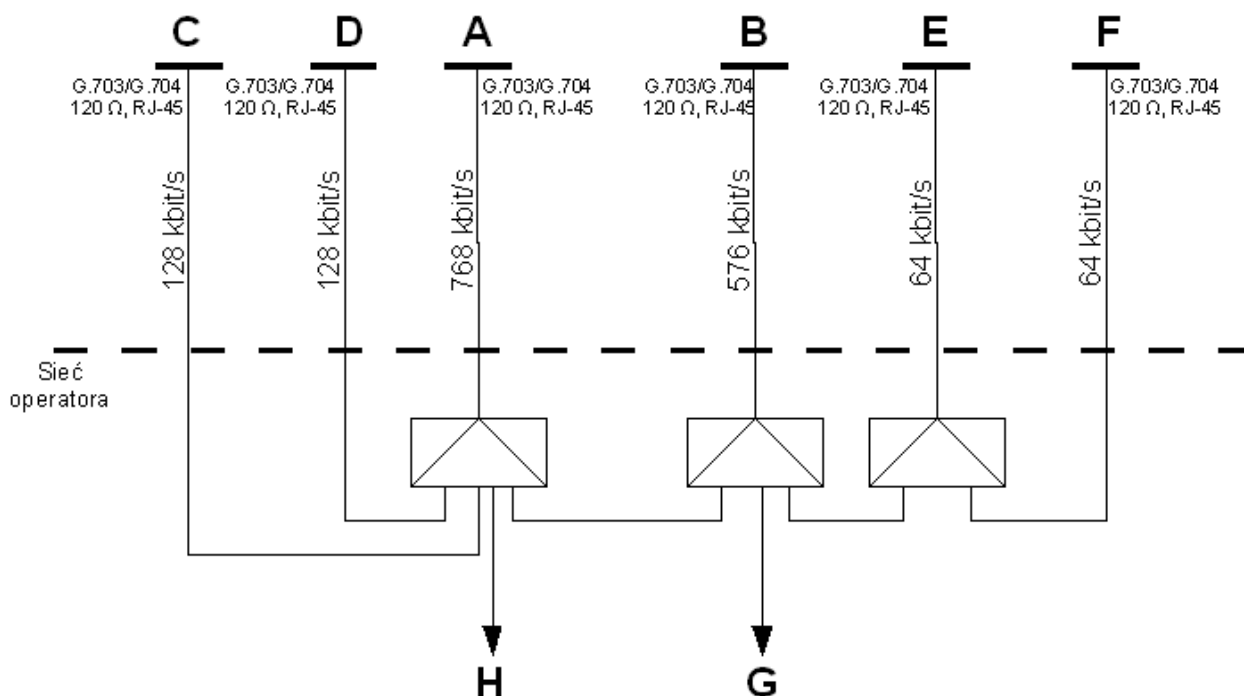 C D A B E F
G.703/G.704 G.703/G.704 G.703/G.704 G.703/G.704 G.703/G.704 G.703/G.704
120 Ω, RJ-45 120 Ω, RJ-45 120 Ω, RJ-45 120 Ω, RJ-45 120 Ω, RJ-45 120 Ω, RJ-45
128 kbit/s
128 kbit/s
768 kbit/s
576 kbit/s
64 kbit/s
64 kbit/s
Sieć
operatora
H G